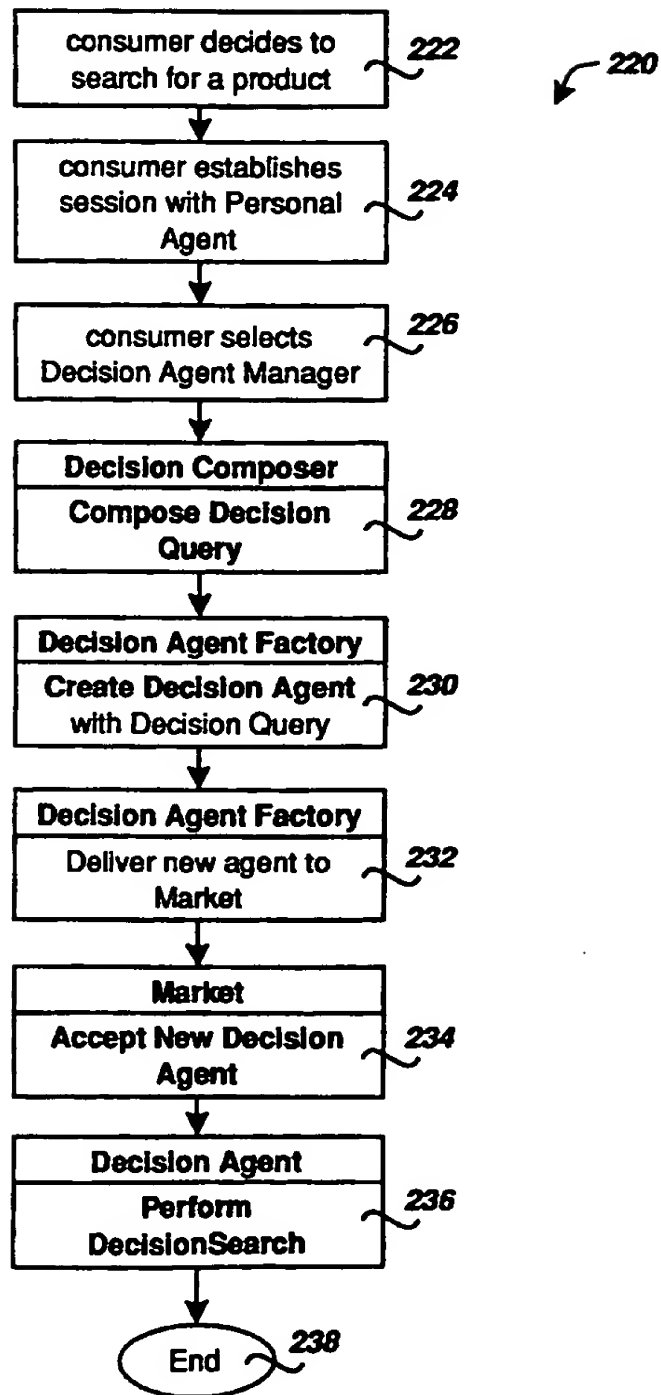 consumer decides to
search for a product
222
220
consumer establishes
session with Personal
Agent
224
consumer selects
Decision Agent Manager
226
Decision Composer
Compose Decision
Query
228
Decision Agent Factory
Create Decision Agent
with Decision Query
230
Decision Agent Factory
Deliver new agent to
Market
232
Market
Accept New Decision
Agent
234
Decision Agent
Perform
DecisionSearch
236
End
238